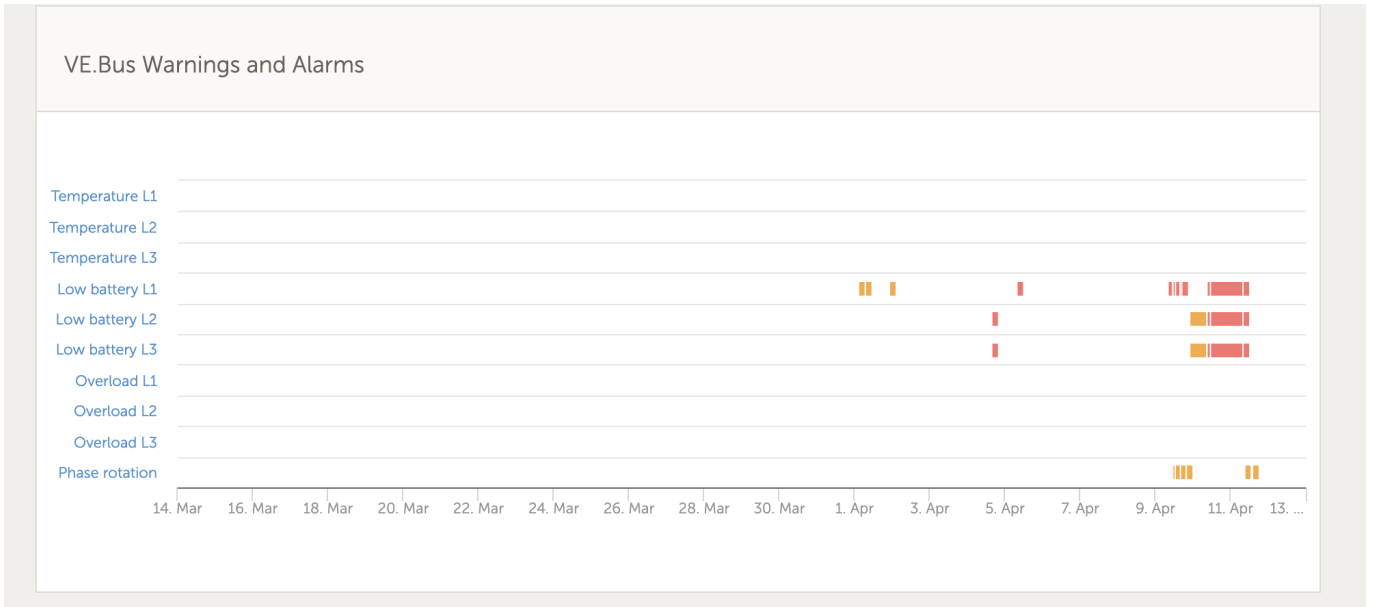 VE.Bus Warnings and Alarms
Temperature L1
Temperature L2
Temperature L3
Low battery L1
Low battery L2
Low battery L3
Overload L1
Overload L2
Overload L3
Phase rotation
14. Mar 16. Mar 18. Mar 20. Mar 22. Mar 24. Mar 26. Mar 28. Mar 30. Mar 1. Apr 3. Apr 5. Apr 7. Apr 9. Apr 11. Apr 13. ...